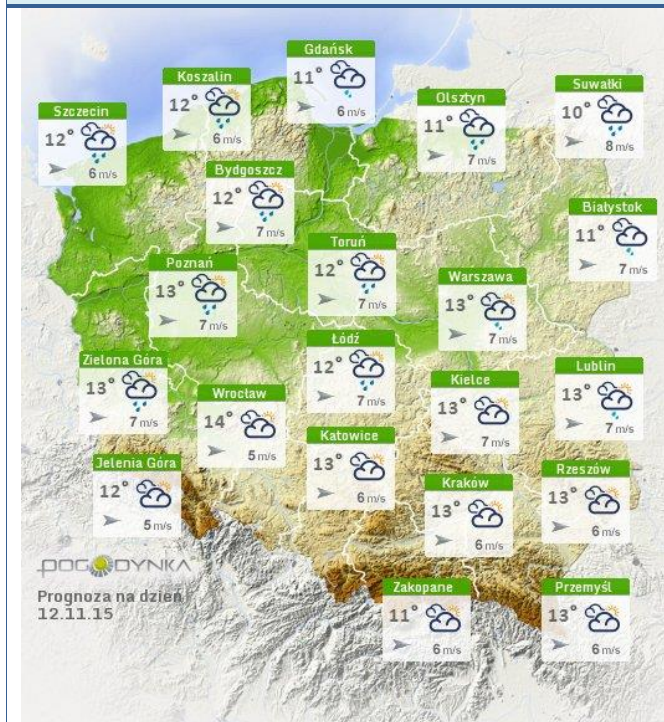 Gdańsk
11°
6 m/s
Koszalin
12°
6 m/s
Suwałki
10°
8 m/s
Olsztyn
11°
7 m/s
Szczecin
12°
6 m/s
Bydgoszcz
12°
7 m/s
Białystok
11°
7 m/s
Toruń
12°
7 m/s
Poznań
13°
7 m/s
Warszawa
13°
7 m/s
Łódź
12°
7 m/s
Zielona Góra
13°
7 m/s
Lublin
13°
7 m/s
Kielce
13°
7 m/s
Wrocław
14°
5 m/s
Katowice
13°
6 m/s
Jelenia Góra
12°
5 m/s
Rzeszów
13°
6 m/s
Kraków
13°
6 m/s
POGODYNKA
Prognoza na dzień
12.11.15
Zakopane
11°
6 m/s
Przemyśl
13°
6 m/s